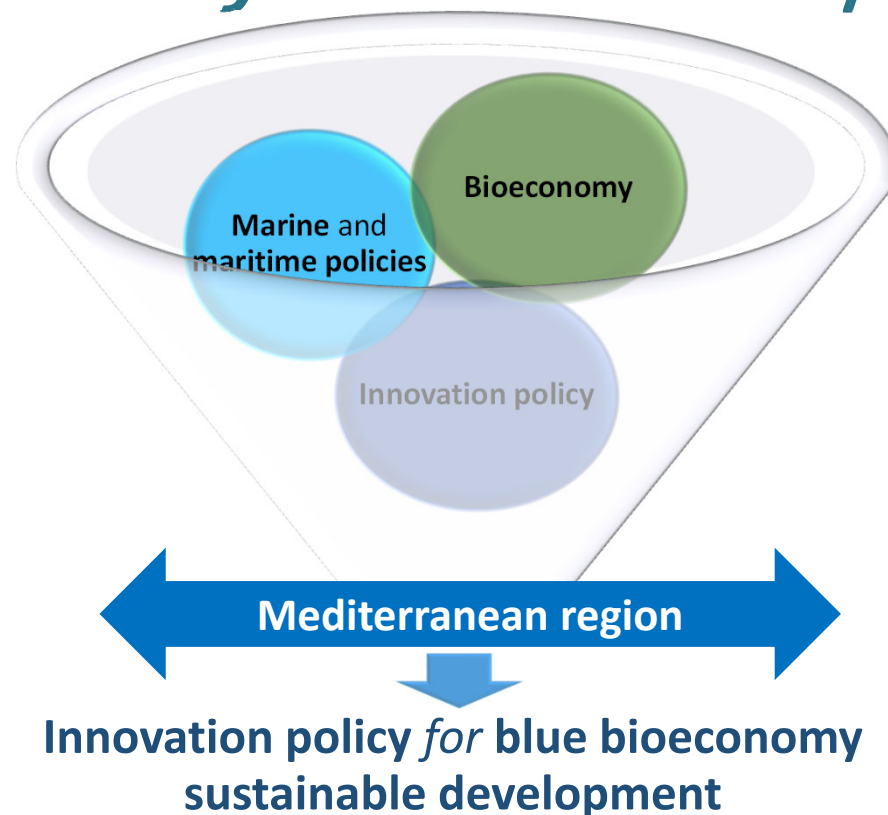 Marine and
maritime policies
Bioeconomy
Innovation policy
Mediterranean region
Innovation policy for blue bioeconomy
sustainable development